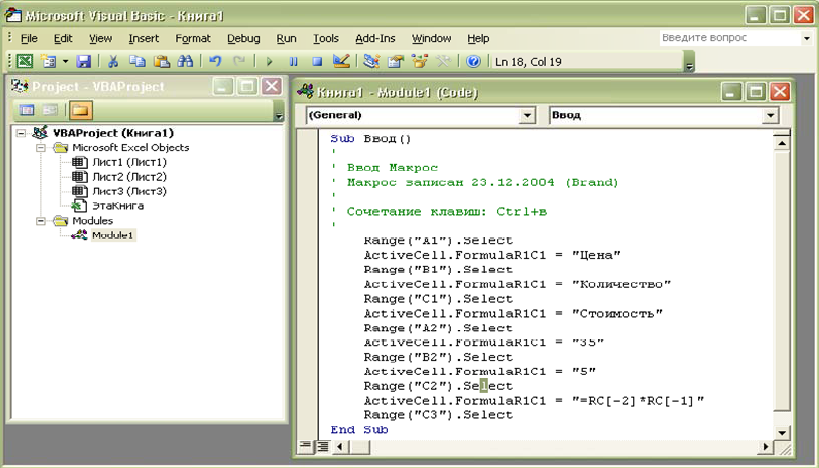 Microsoft Visual Basic - Книга1
File Edit View Insert Format Debug Run Tools Add-Ins Window Help Введите вопрос
Ln 18, Col 19
Project - VBAProject
VBAProject (Книга1)
Microsoft Excel Objects
Лист1 (Лист1)
Лист2 (Лист2)
Лист3 (Лист3)
ЭтаКнига
Modules
Module1
Книга1 - Module1 (Code)
(General) Ввод
Sub Ввод()
'
' Ввод Макрос
' Макрос записан 23.12.2004 (Brand)
'
' Сочетание клавиш: Ctrl+в
'
Range("A1").Select
ActiveCell.FormulaR1C1 = "Цена"
Range("B1").Select
ActiveCell.FormulaR1C1 = "Количество"
Range("C1").Select
ActiveCell.FormulaR1C1 = "Стоимость"
Range("A2").Select
ActiveCell.FormulaR1C1 = "35"
Range("B2").Select
ActiveCell.FormulaR1C1 = "5"
Range("C2").Select
ActiveCell.FormulaR1C1 = "=RC[-2]*RC[-1]"
Range("C3").Select
End Sub